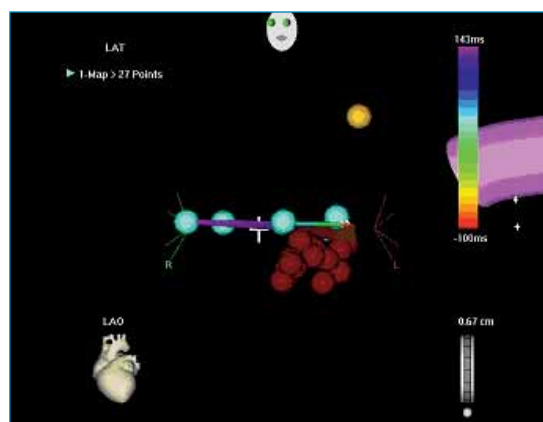 LAT
143ms
1-Map > 27 Points
-100ms
R
L
LAO
0.67 cm